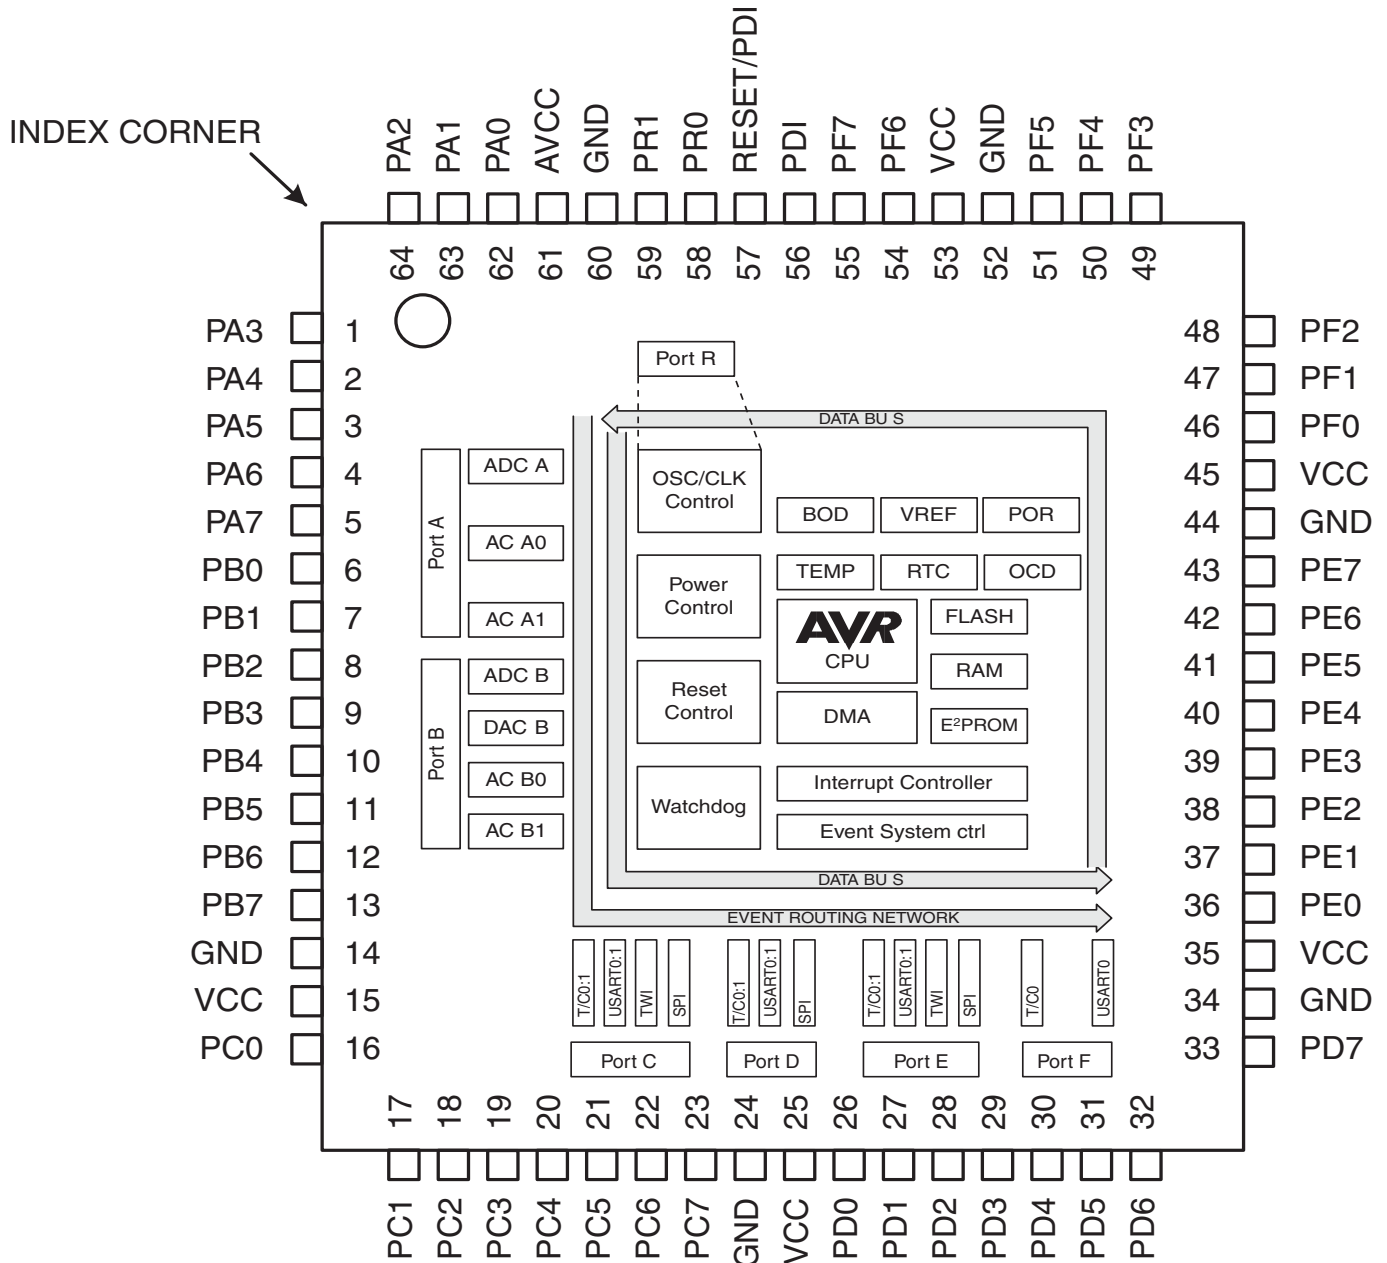 INDEX CORNER
PA2
PA1
PA0
AVCC
GND
PR1
PR0
RESET/PDI
PDI
PF7
PF6
VCC
GND
PF5
PF4
PF3
64
63
62
61
60
59
58
57
56
55
54
53
52
51
50
49
PA3 1
PA4 2
PA5 3
PA6 4
PA7 5
PB0 6
PB1 7
PB2 8
PB3 9
PB4 10
PB5 11
PB6 12
PB7 13
GND 14
VCC 15
PC0 16
48 PF2
47 PF1
46 PF0
45 VCC
44 GND
43 PE7
42 PE6
41 PE5
40 PE4
39 PE3
38 PE2
37 PE1
36 PE0
35 VCC
34 GND
33 PD7
Port R
DATA BU S
Port A
ADC A
AC A0
AC A1
Port B
ADC B
DAC B
AC B0
AC B1
OSC/CLK
Control
Power
Control
Reset
Control
Watchdog
BOD
VREF
POR
TEMP
RTC
OCD
AVR
CPU
FLASH
RAM
DMA
E²PROM
Interrupt Controller
Event System ctrl
DATA BU S
EVENT ROUTING NETWORK
T/C0:1
USART0:1
TWI
SPI
T/C0:1
USART0:1
SPI
T/C0:1
USART0:1
TWI
SPI
T/C0
USART0
Port C
Port D
Port E
Port F
17
18
19
20
21
22
23
24
25
26
27
28
29
30
31
32
PC1
PC2
PC3
PC4
PC5
PC6
PC7
GND
VCC
PD0
PD1
PD2
PD3
PD4
PD5
PD6